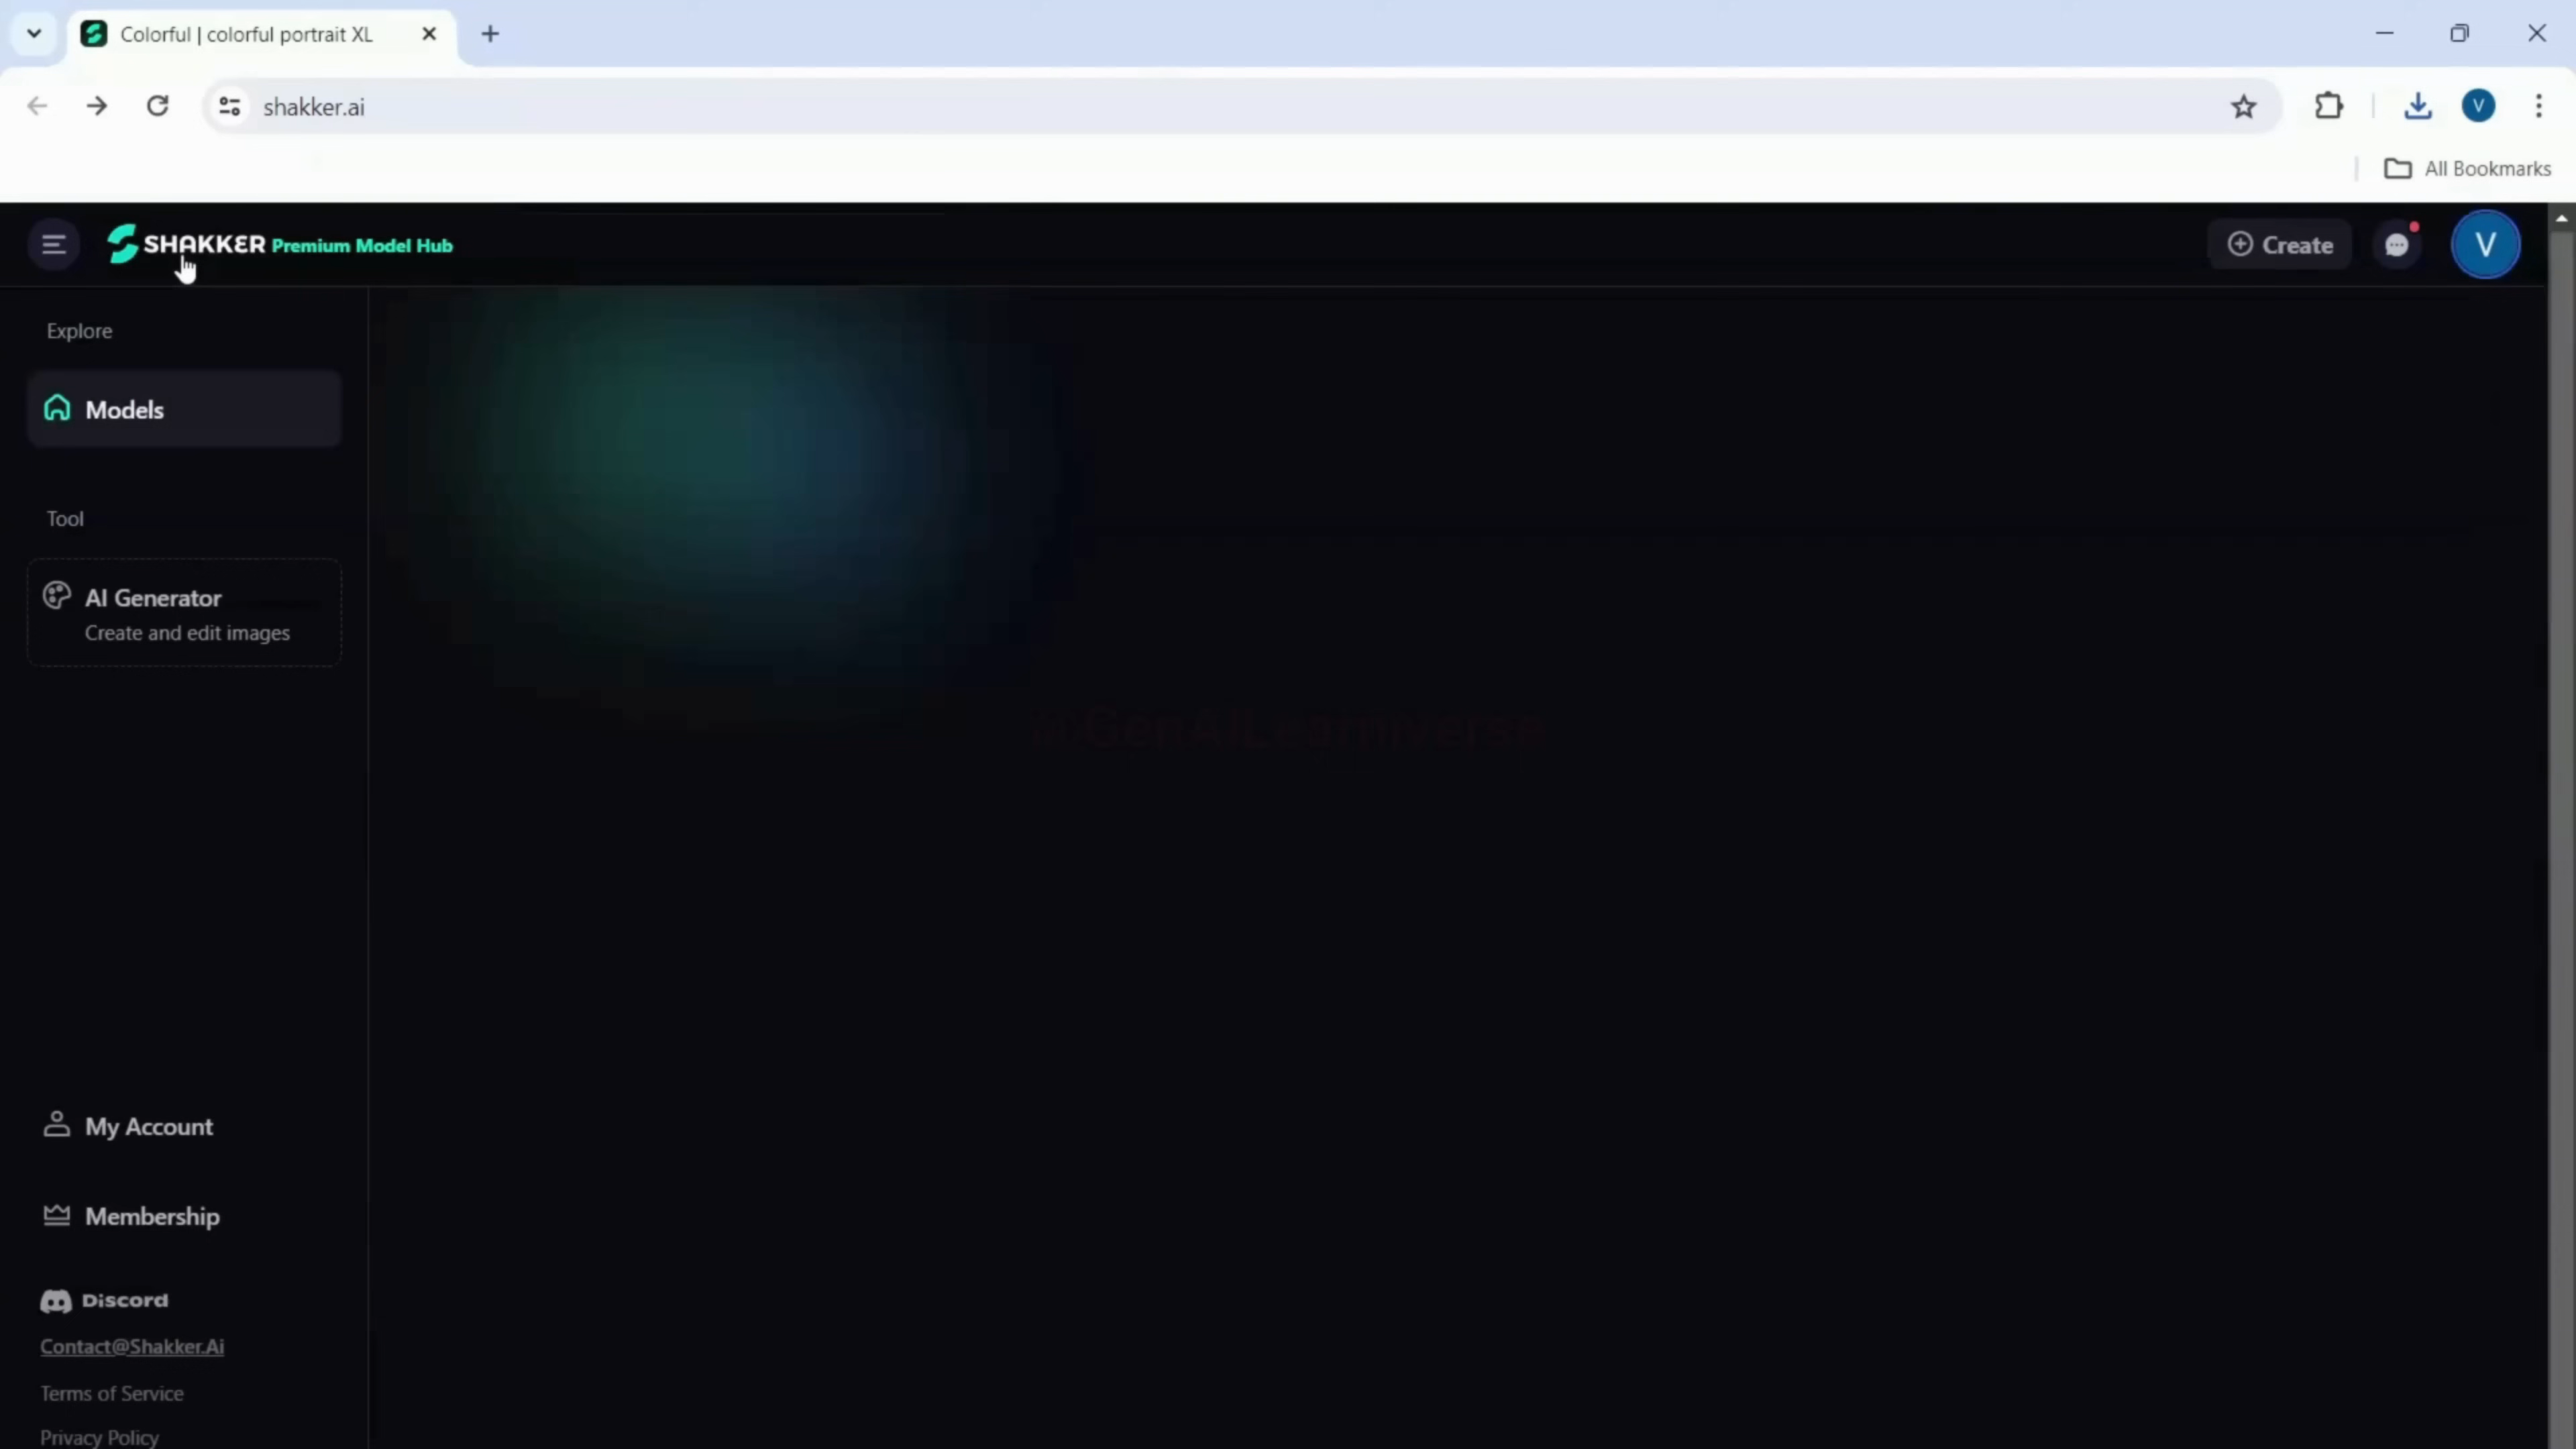 Colorful | colorful portrait XL
shakker.ai
V
All Bookmarks
SHAKKER Premium Model Hub
Create
V
Explore
Models
Tool
AI Generator
Create and edit images
GenAILearniverse
My Account
Membership
Discord
Contact@Shakker.Ai
Terms of Service
Privacy Policy